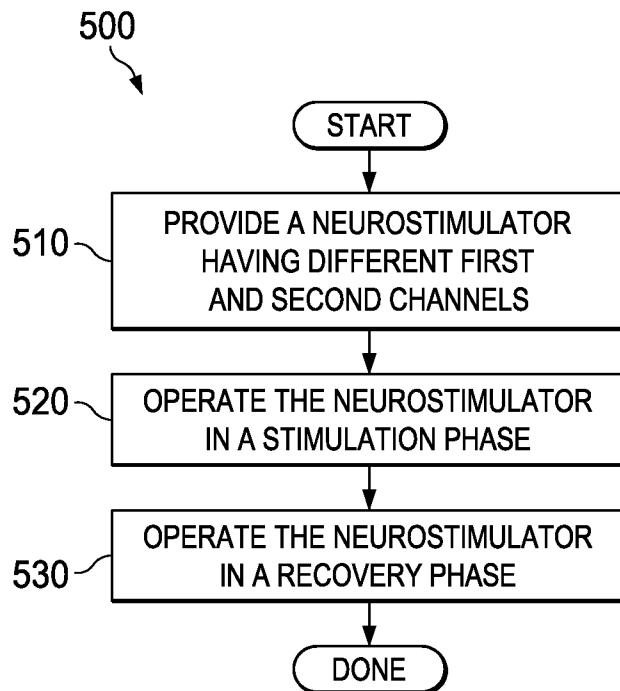 500
START
510
PROVIDE A NEUROSTIMULATOR
HAVING DIFFERENT FIRST
AND SECOND CHANNELS
520
OPERATE THE NEUROSTIMULATOR
IN A STIMULATION PHASE
530
OPERATE THE NEUROSTIMULATOR
IN A RECOVERY PHASE
DONE